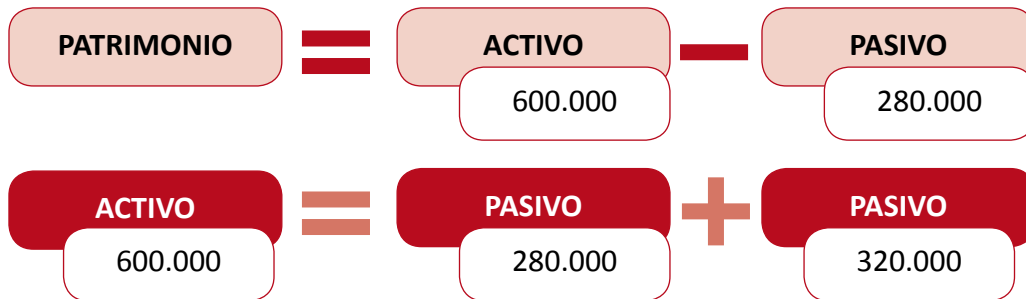 PATRIMONIO = ACTIVO - PASIVO
600.000 280.000
ACTIVO = PASIVO + PASIVO
600.000 280.000 320.000